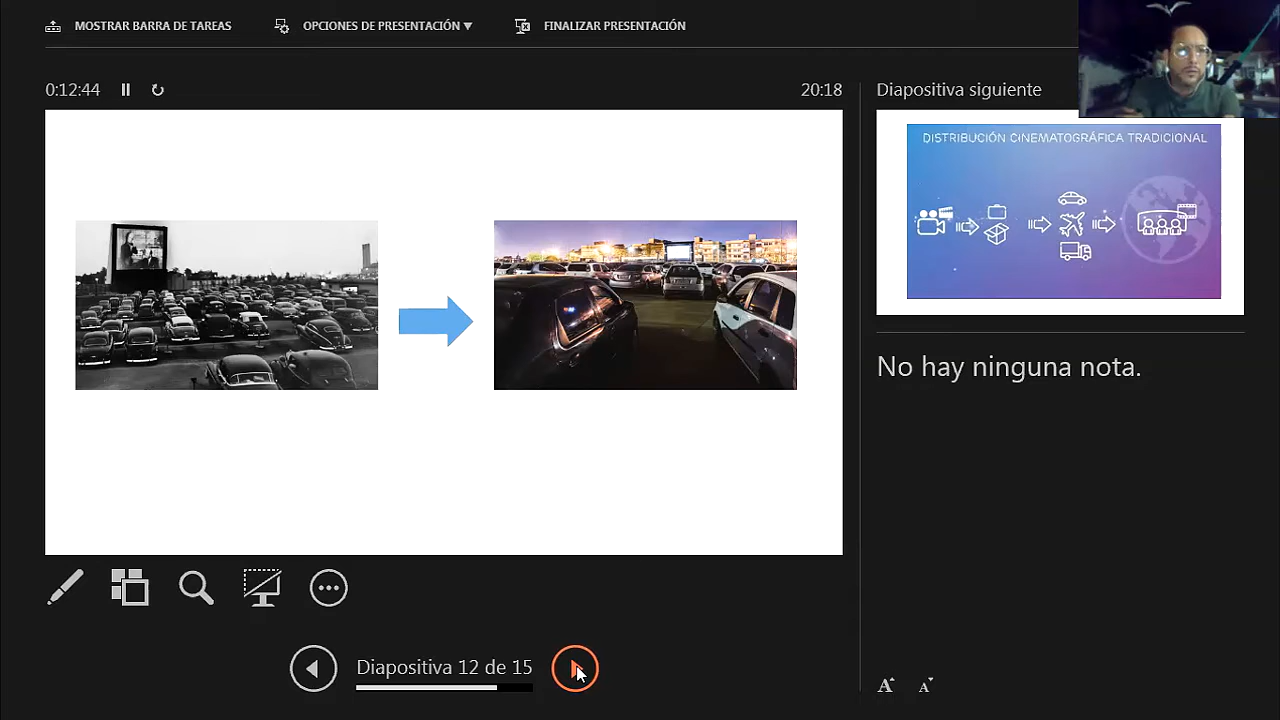 MOSTRAR BARRA DE TAREAS
OPCIONES DE PRESENTACIÓN
FINALIZAR PRESENTACIÓN
0:12:44
20:18
Diapositiva siguiente
DISTRIBUCIÓN CINEMATOGRÁFICA TRADICIONAL
No hay ninguna nota.
Diapositiva 12 de 15
A A